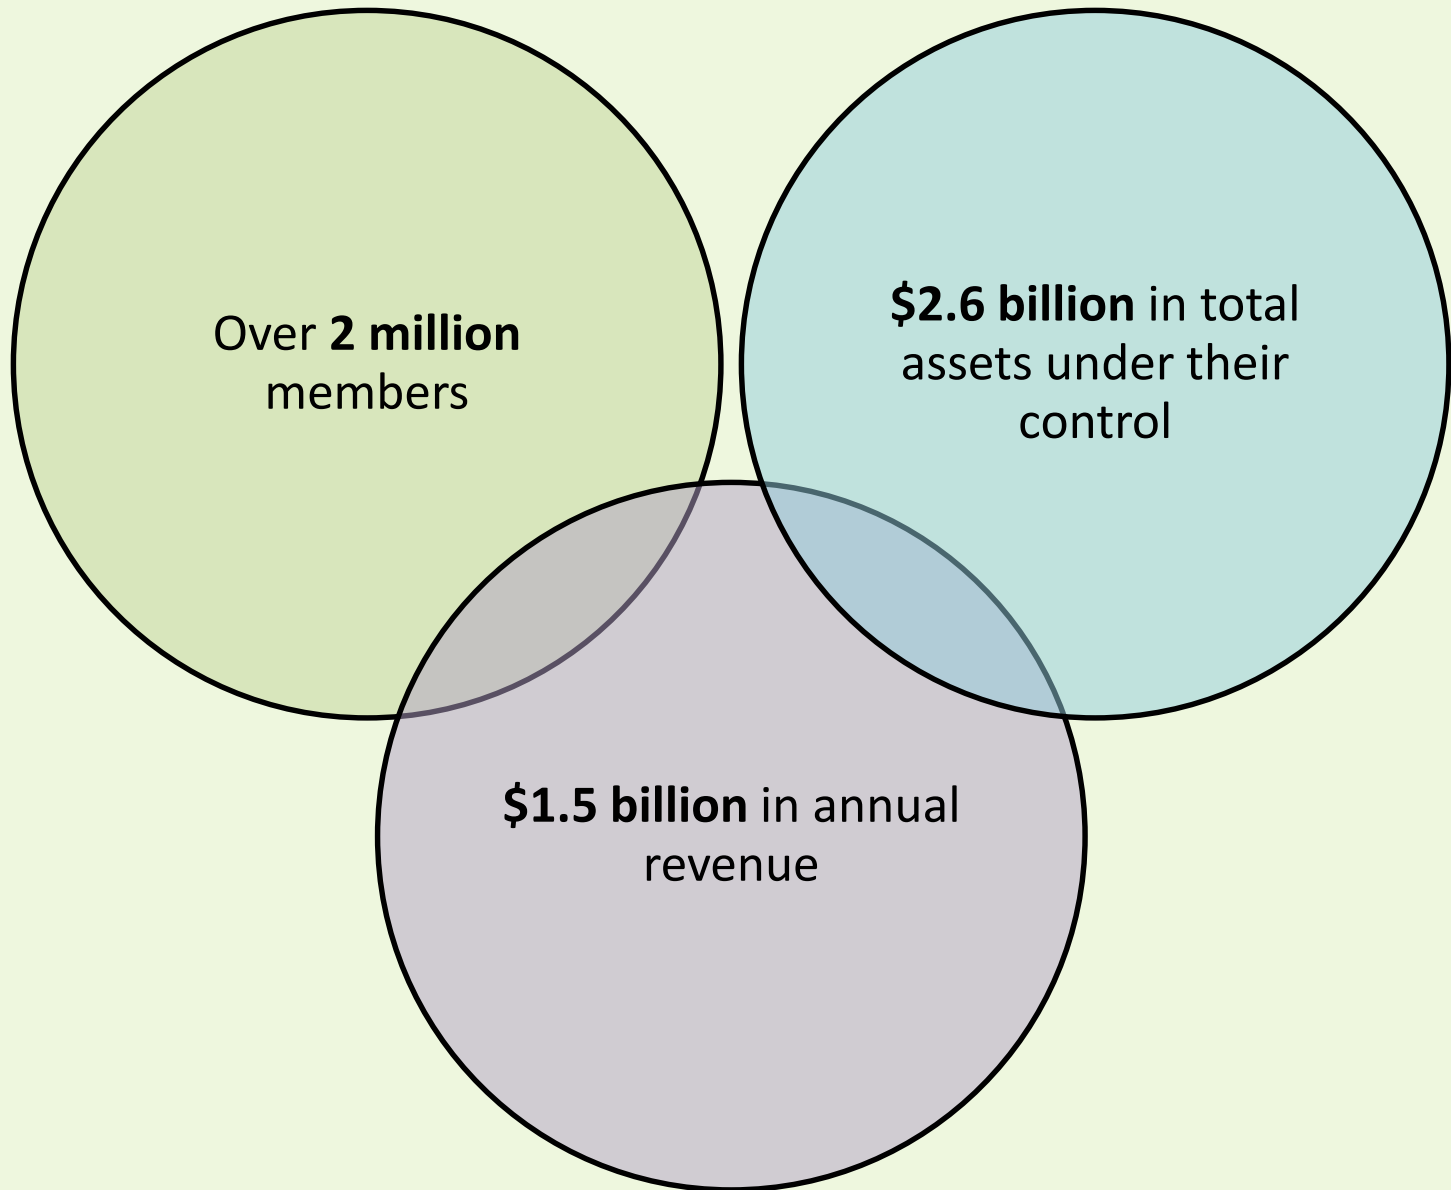 Over 2 million
members
$2.6 billion in total
assets under their
control
$1.5 billion in annual
revenue